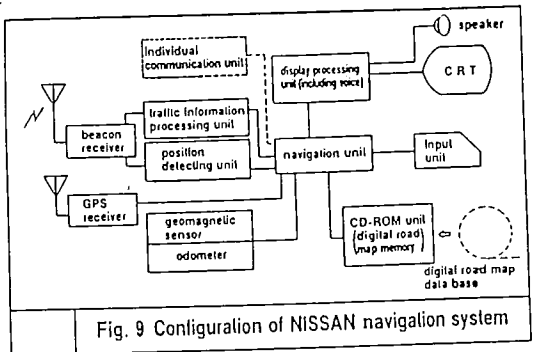 speaker
Individual
communication unit
display processing
unit (including voice)
CRT
traffic information
processing unit
beacon
receiver
position
detecting unit
navigation unit
Input
unit
GPS
receiver
geomagnetic
sensor
odometer
CD-ROM unit
(digital road
map memory)
digital road map
data base
Fig. 9 Configuration of NISSAN navigation system